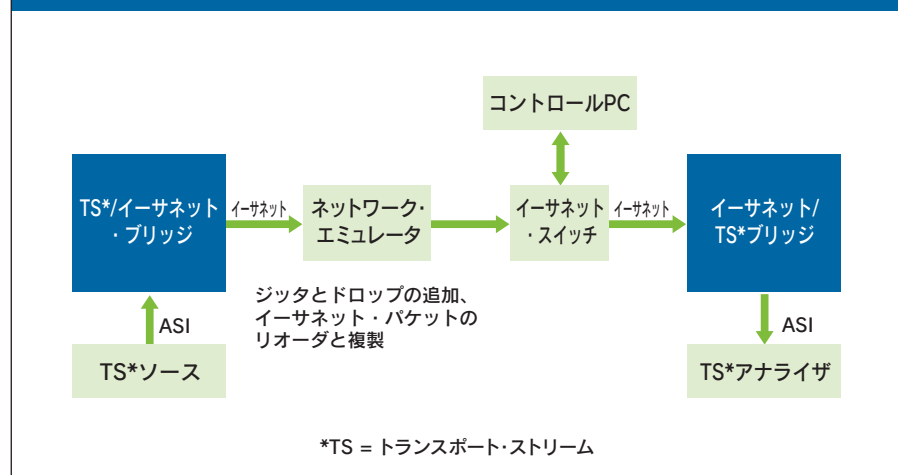 コントロールPC
TS*/イーサネット
・ブリッジ
イーサネット
ネットワーク・
エミュレータ
イーサネット
・スイッチ
イーサネット
イーサネット/
TS*ブリッジ
ジッタとドロップの追加、
イーサネット・パケットの
リオーダと複製
ASI
ASI
TS*ソース
TS*アナライザ
*TS = トランスポート・ストリーム